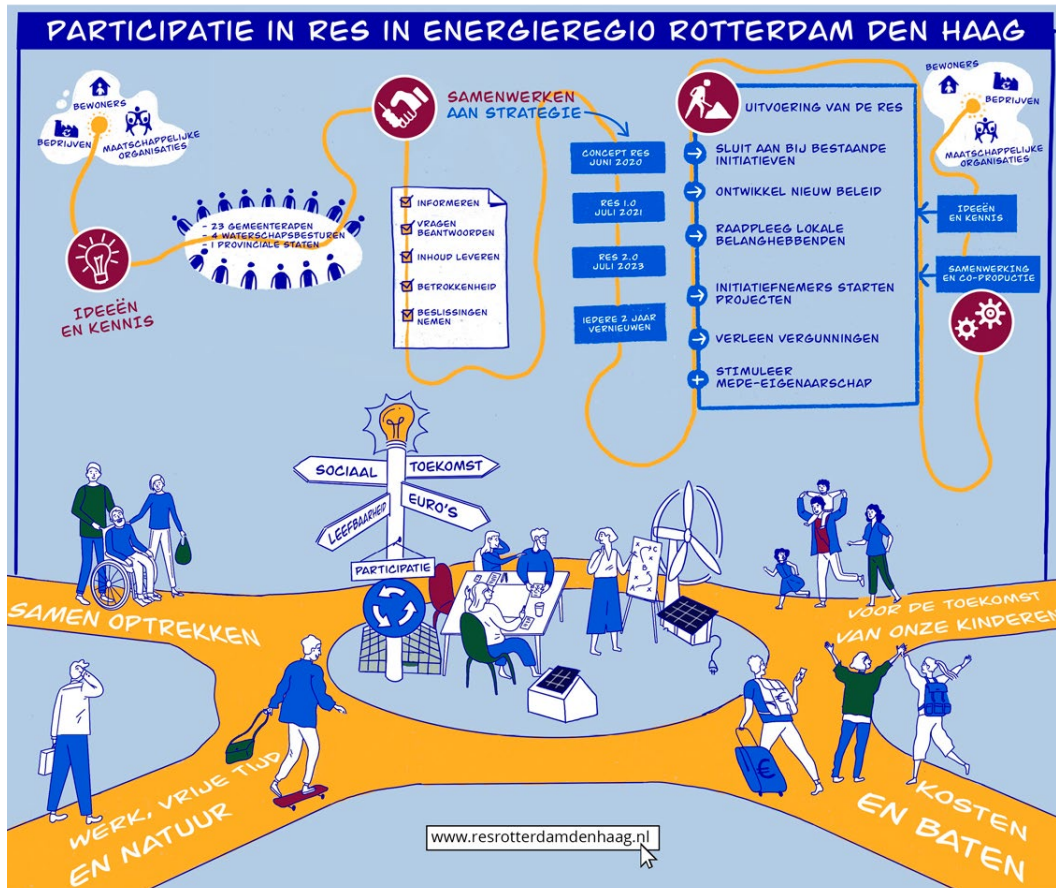 PARTICIPATIE IN RES IN ENERGIEREGIO ROTTERDAM DEN HAAG
BEWONERS
BEDRIJVEN
MAATSCHAPPELIJKE
ORGANISATIES
IDEEËN
EN KENNIS
- 23 GEMEENTERADEN
- 4 WATERSCHAPSBESTUREN
- 1 PROVINCIALE STATEN
SAMENWERKEN
AAN STRATEGIE
INFORMEREN
VRAGEN
BEANTWOORDEN
INHOUD LEVEREN
BETROKKENHEID
BESLISSINGEN
NEMEN
CONCEPT RES
JUNI 2020
RES 1.0
JULI 2021
RES 2.0
JULI 2023
IEDERE 2 JAAR
VERNIEUWEN
UITVOERING VAN DE RES
SLUIT AAN BIJ BESTAANDE
INITIATIEVEN
ONTWIKKEL NIEUW BELEID
RAADPLEEG LOKALE
BELANGHEBBENDEN
INITIATIEFNEMERS STARTEN
PROJECTEN
VERLEEN VERGUNNINGEN
STIMULEER
MEDE-EIGENAARSCHAP
BEWONERS
BEDRIJVEN
MAATSCHAPPELIJKE
ORGANISATIES
IDEEËN
EN KENNIS
SAMENWERKING
EN CO-PRODUCTIE
SOCIAAL
TOEKOMST
LEEFBAARHEID
EURO'S
PARTICIPATIE
SAMEN OPTREKKEN
VOOR DE TOEKOMST
VAN ONZE KINDEREN
WERK, VRIJE TIJD
EN NATUUR
KOSTEN
EN BATEN
www.resrotterdamdenhaag.nl